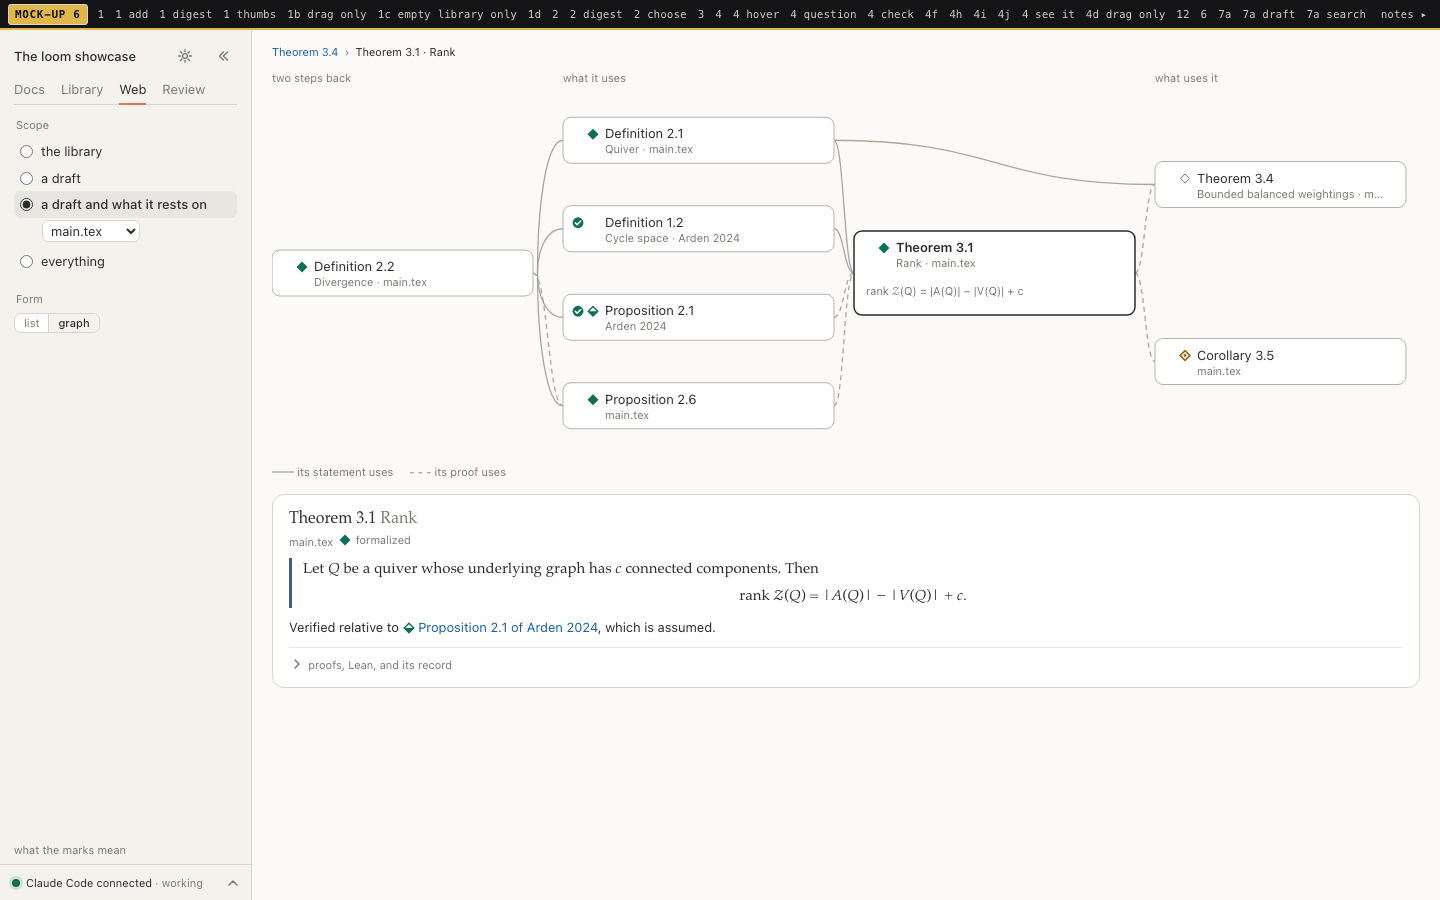 MOCK-UP 6 1 1 add 1 digest 1 thumbs 1b drag only 1c empty library only 1d 2 2 digest 2 choose 3 4 4 hover 4 question 4 check 4f 4h 4i 4j 4 see it 4d drag only 12 6 7a 7a draft 7a search notes ▸
The loom showcase
Docs Library Web Review
Scope
the library
a draft
a draft and what it rests on
main.tex
everything
Form
list graph
what the marks mean
Claude Code connected · working
Theorem 3.4 › Theorem 3.1 · Rank
two steps back what it uses what uses it
Definition 2.1
Quiver · main.tex
Theorem 3.4
Bounded balanced weightings · m…
Definition 1.2
Cycle space · Arden 2024
Theorem 3.1
Rank · main.tex
rank 𝒵(Q) = |A(Q)| − |V(Q)| + c
Definition 2.2
Divergence · main.tex
Proposition 2.1
Arden 2024
Corollary 3.5
main.tex
Proposition 2.6
main.tex
its statement uses its proof uses
Theorem 3.1 Rank
main.tex formalized
Let Q be a quiver whose underlying graph has c connected components. Then
rank 𝒵(Q) = |A(Q)| − |V(Q)| + c.
Verified relative to Proposition 2.1 of Arden 2024, which is assumed.
proofs, Lean, and its record